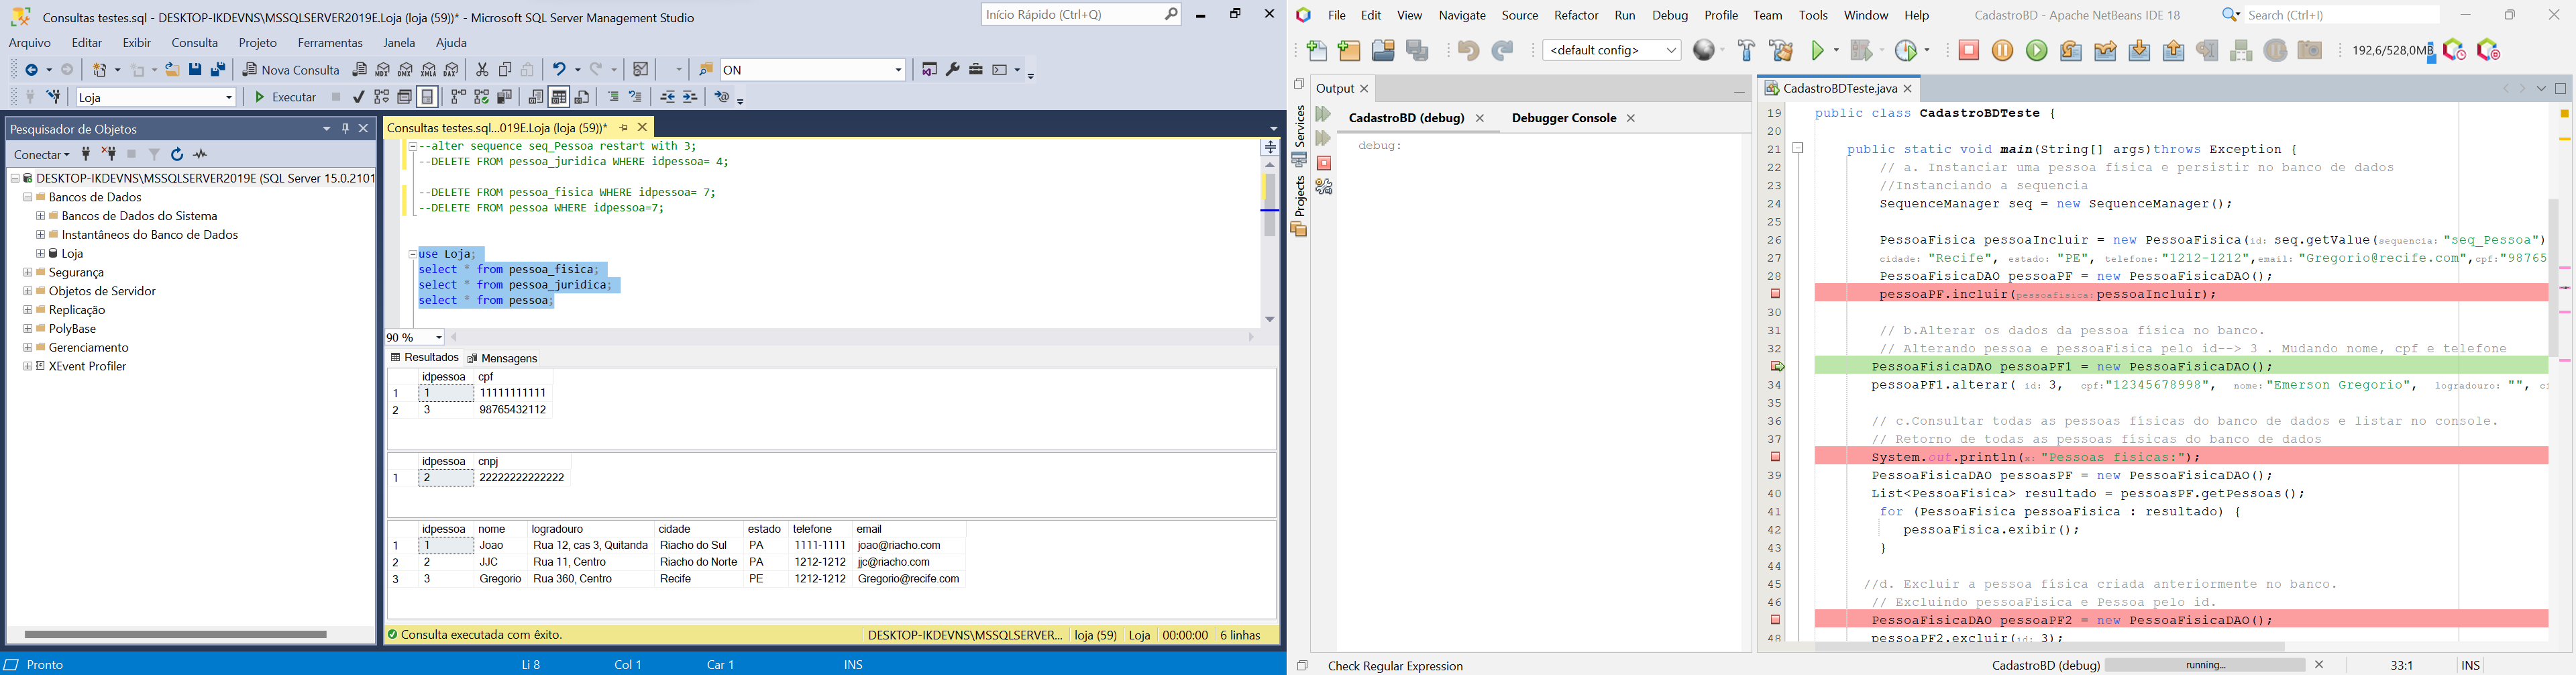 Consultas testes.sql - DESKTOP-IKDEVNS\MSSQLSERVER2019E.Loja (loja (59))* - Microsoft SQL Server Management Studio
Início Rápido (Ctrl+Q)
Arquivo Editar Exibir Consulta Projeto Ferramentas Janela Ajuda
Nova Consulta MDX DMX XMLA DAX ON
Loja Executar
Pesquisador de Objetos
Conectar
DESKTOP-IKDEVNS\MSSQLSERVER2019E (SQL Server 15.0.2101
Bancos de Dados
Bancos de Dados do Sistema
Instantâneos do Banco de Dados
Loja
Segurança
Objetos de Servidor
Replicação
PolyBase
Gerenciamento
XEvent Profiler
Consultas testes.sql...019E.Loja (loja (59))*
--alter sequence seq_Pessoa restart with 3;
--DELETE FROM pessoa_juridica WHERE idpessoa= 4;
--DELETE FROM pessoa_fisica WHERE idpessoa= 7;
--DELETE FROM pessoa WHERE idpessoa=7;
use Loja;
select * from pessoa_fisica;
select * from pessoa_juridica;
select * from pessoa;
90 %
Resultados Mensagens
idpessoa cpf
1 1 11111111111
2 3 98765432112
idpessoa cnpj
1 2 22222222222222
idpessoa nome logradouro cidade estado telefone email
1 1 Joao Rua 12, cas 3, Quitanda Riacho do Sul PA 1111-1111 joao@riacho.com
2 2 JJC Rua 11, Centro Riacho do Norte PA 1212-1212 jjc@riacho.com
3 3 Gregorio Rua 360, Centro Recife PE 1212-1212 Gregorio@recife.com
Consulta executada com êxito. DESKTOP-IKDEVNS\MSSQLSERVER... loja (59) Loja 00:00:00 6 linhas
Pronto Li 8 Col 1 Car 1 INS
File Edit View Navigate Source Refactor Run Debug Profile Team Tools Window Help CadastroBD - Apache NetBeans IDE 18 Search (Ctrl+I)
<default config> 192,6/528,0MB
Services
Projects
Output
CadastroBD (debug) Debugger Console
debug:
CadastroBDTeste.java
19 public class CadastroBDTeste {
20
21 public static void main(String[] args)throws Exception {
22 // a. Instanciar uma pessoa física e persistir no banco de dados
23 //Instanciando a sequencia
24 SequenceManager seq = new SequenceManager();
25
26 PessoaFisica pessoaIncluir = new PessoaFisica(id: seq.getValue(sequencia: "seq_Pessoa")
27 cidade: "Recife", estado: "PE", telefone: "1212-1212",email: "Gregorio@recife.com",cpf:"98765
28 PessoaFisicaDAO pessoaPF = new PessoaFisicaDAO();
pessoaPF.incluir(pessoafisica:pessoaIncluir);
30
31 // b.Alterar os dados da pessoa física no banco.
32 // Alterando pessoa e pessoaFisica pelo id--> 3 . Mudando nome, cpf e telefone
PessoaFisicaDAO pessoaPF1 = new PessoaFisicaDAO();
34 pessoaPF1.alterar( id: 3, cpf:"12345678998", nome:"Emerson Gregorio", logradouro: "", ci
35
36 // c.Consultar todas as pessoas físicas do banco de dados e listar no console.
37 // Retorno de todas as pessoas físicas do banco de dados
System.out.println(x: "Pessoas fisicas:");
39 PessoaFisicaDAO pessoasPF = new PessoaFisicaDAO();
40 List<PessoaFisica> resultado = pessoasPF.getPessoas();
41 for (PessoaFisica pessoaFisica : resultado) {
42 pessoaFisica.exibir();
43 }
44
45 //d. Excluir a pessoa física criada anteriormente no banco.
46 // Excluindo pessoaFisica e Pessoa pelo id.
PessoaFisicaDAO pessoaPF2 = new PessoaFisicaDAO();
48 pessoaPF2.excluir(id: 3);
Check Regular Expression CadastroBD (debug) running... 33:1 INS